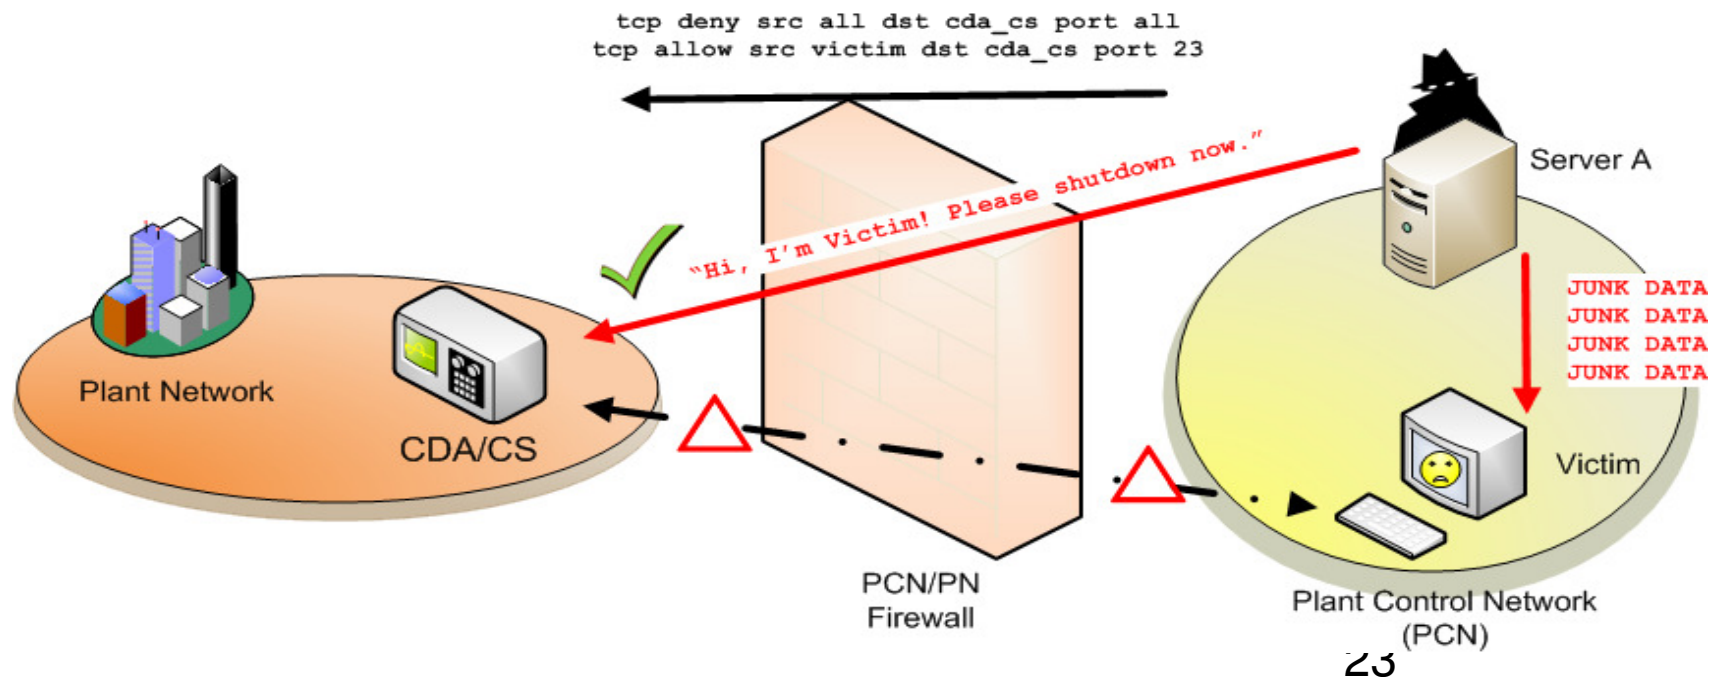 tcp deny src all dst cda_cs port all
tcp allow src victim dst cda_cs port 23
Server A
“Hi, I’m Victim! Please shutdown now.”
JUNK DATA
JUNK DATA
JUNK DATA
JUNK DATA
Plant Network
CDA/CS
Victim
PCN/PN
Firewall
Plant Control Network
(PCN)
23